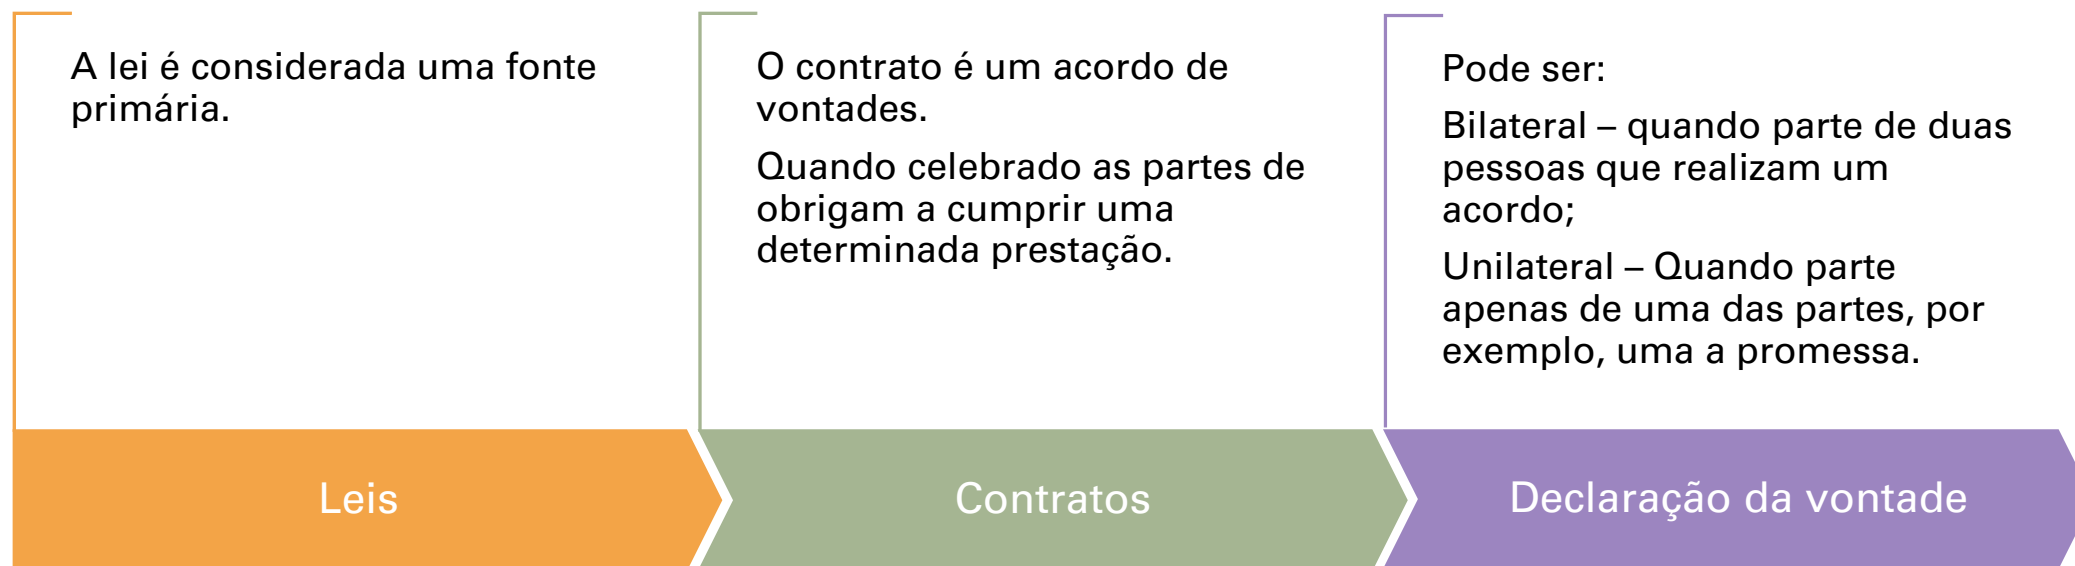 A lei é considerada uma fonte
primária.
O contrato é um acordo de
vontades.
Quando celebrado as partes de
obrigam a cumprir uma
determinada prestação.
Pode ser:
Bilateral – quando parte de duas
pessoas que realizam um
acordo;
Unilateral – Quando parte
apenas de uma das partes, por
exemplo, uma a promessa.
Leis
Contratos
Declaração da vontade